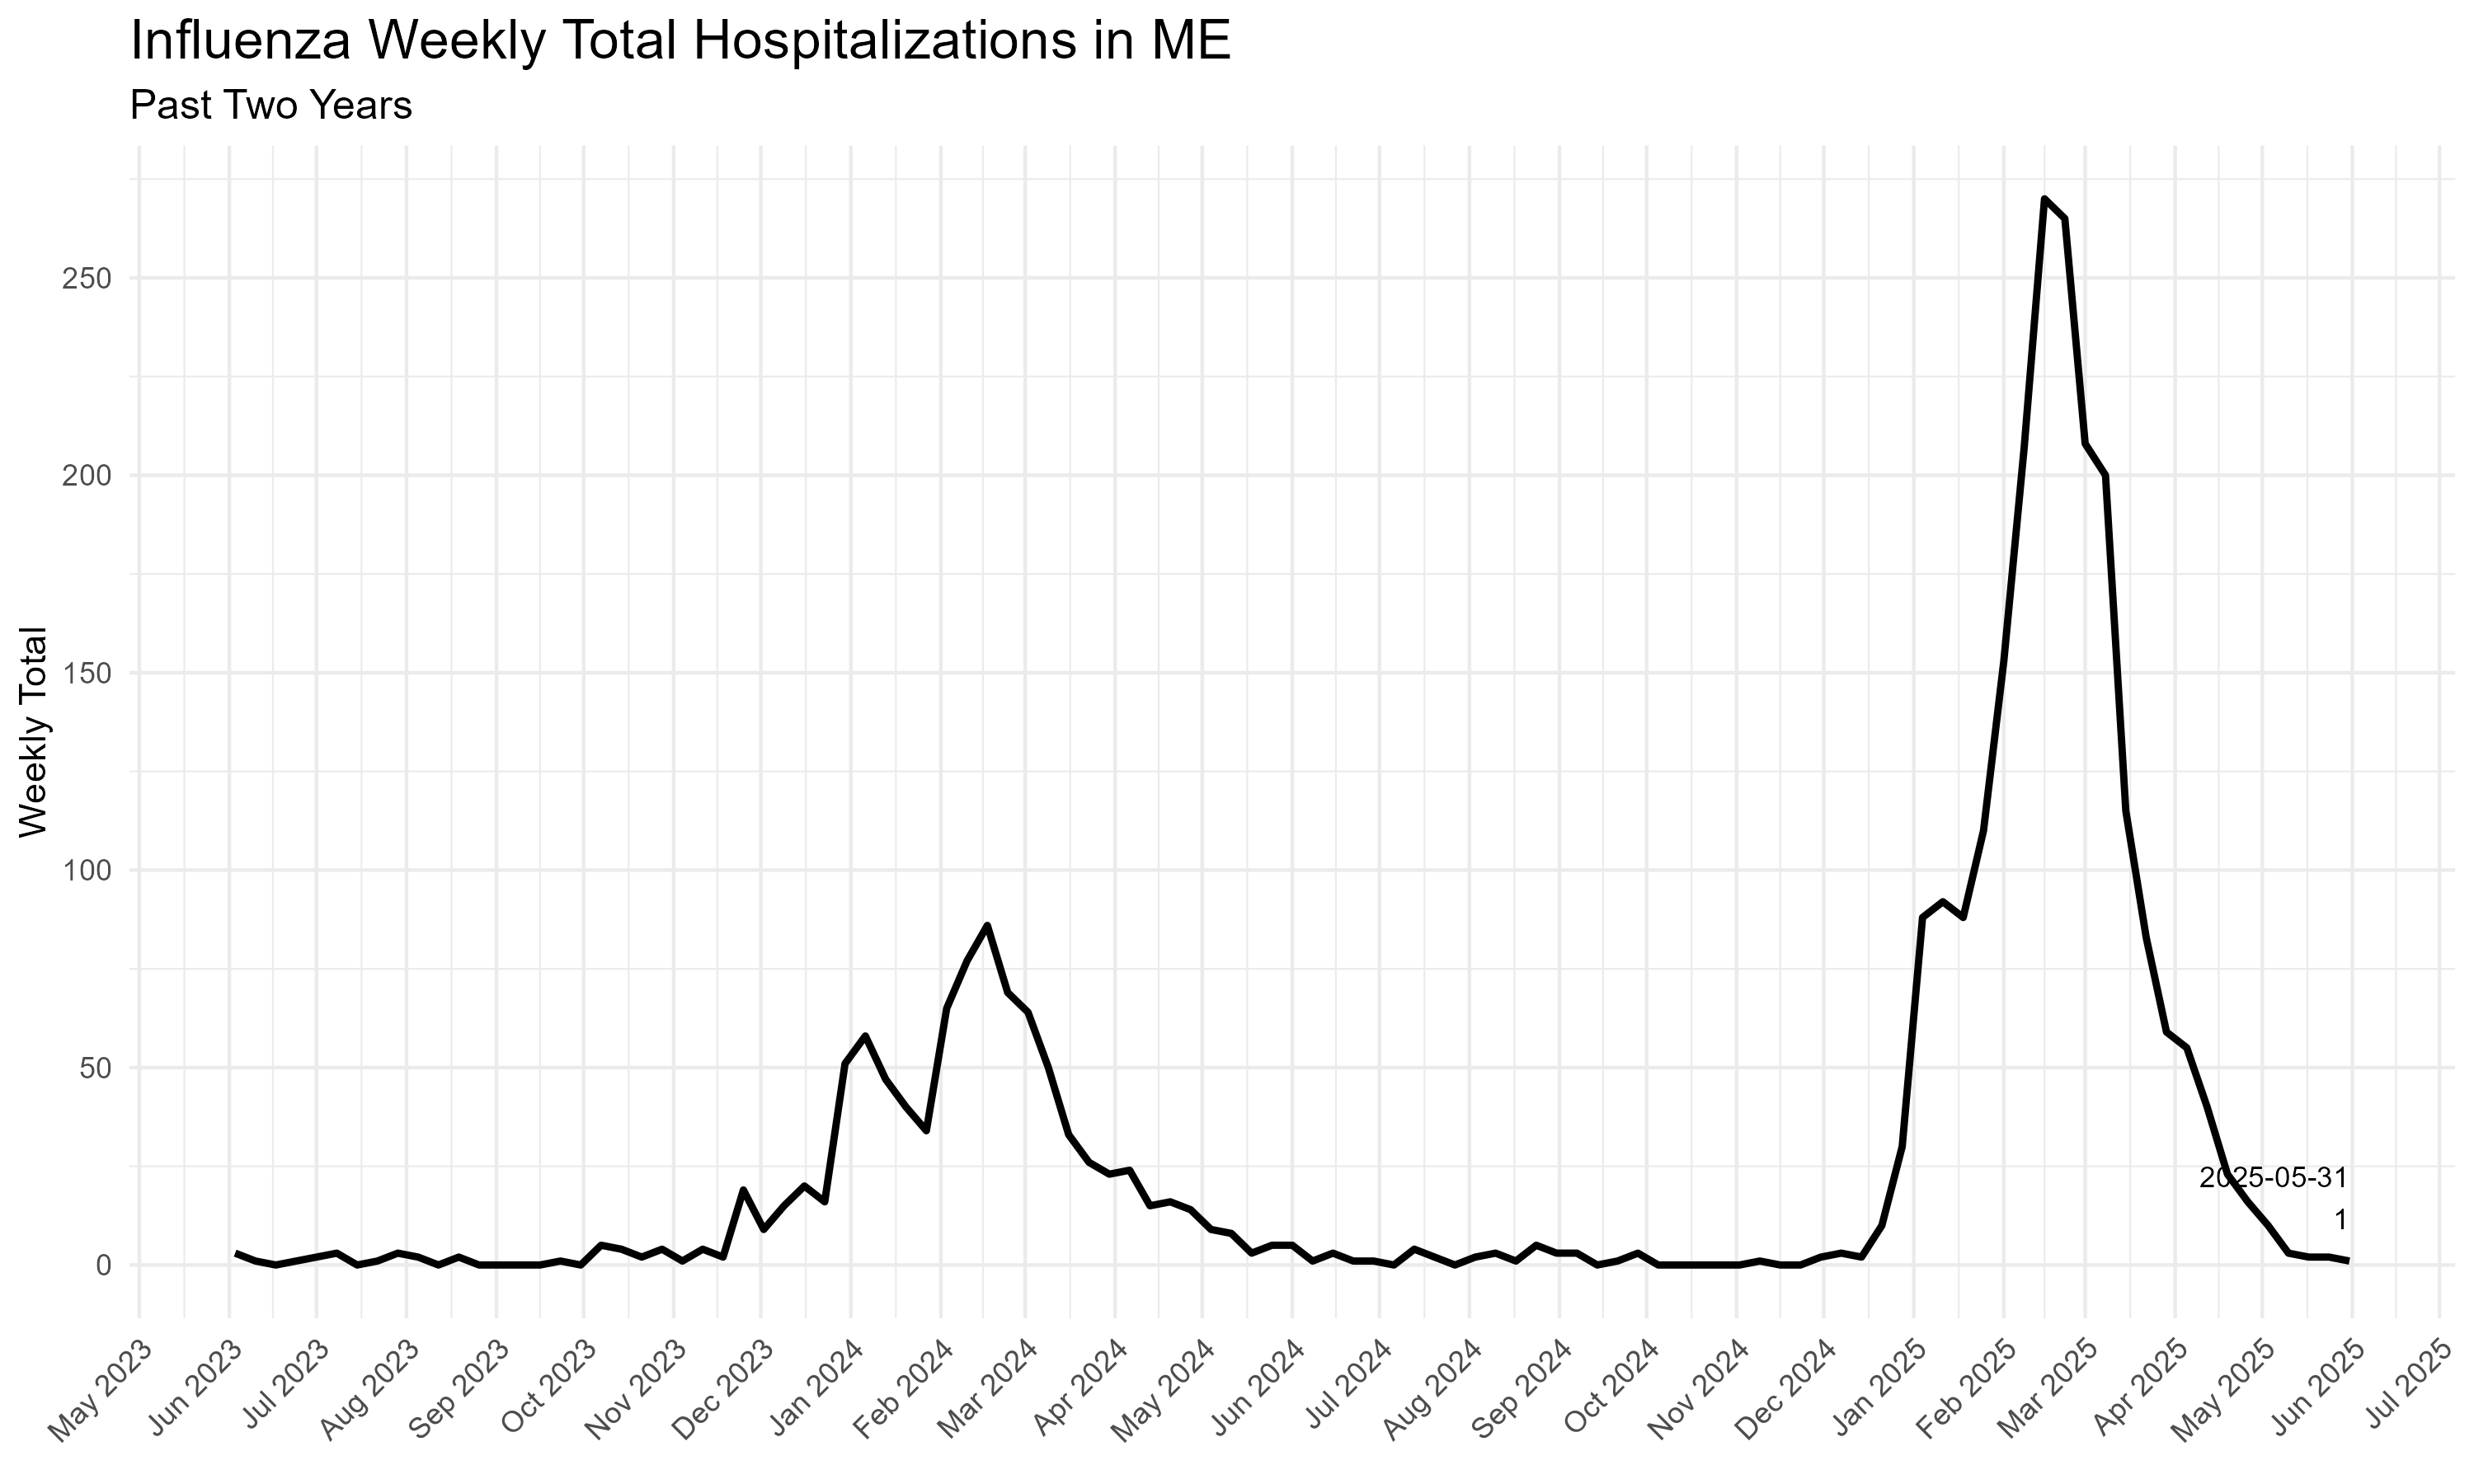 Influenza Weekly Total Hospitalizations in ME
Past Two Years
Weekly Total
250
200
150
100
50
0
2025-05-31
1
May 2023
Jun 2023
Jul 2023
Aug 2023
Sep 2023
Oct 2023
Nov 2023
Dec 2023
Jan 2024
Feb 2024
Mar 2024
Apr 2024
May 2024
Jun 2024
Jul 2024
Aug 2024
Sep 2024
Oct 2024
Nov 2024
Dec 2024
Jan 2025
Feb 2025
Mar 2025
Apr 2025
May 2025
Jun 2025
Jul 2025